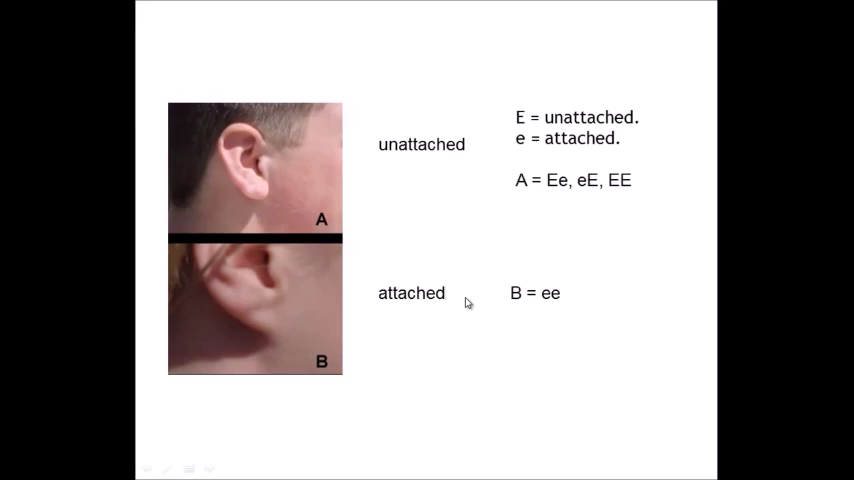 A
B
unattached
attached
E = unattached.
e = attached.
A = Ee, eE, EE
B = ee